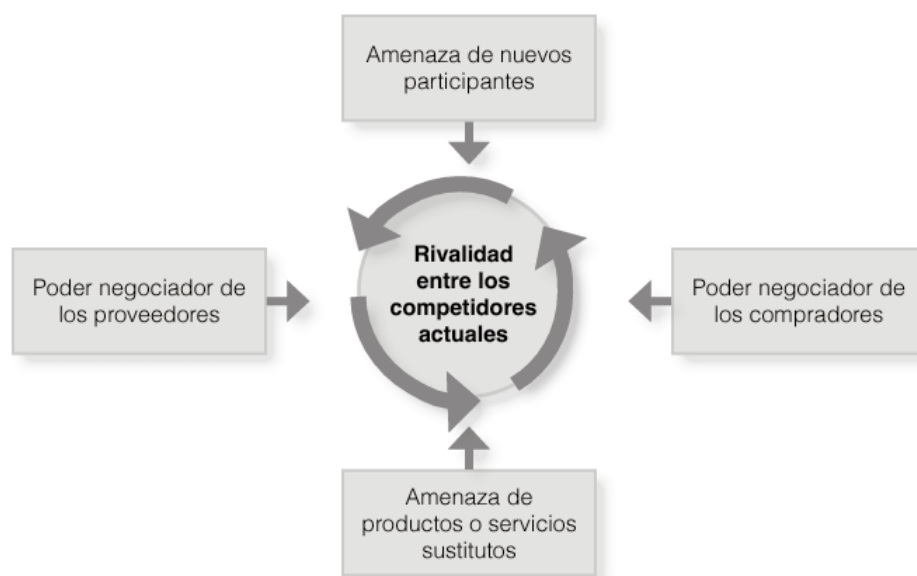 Amenaza de nuevos
participantes
Poder negociador de
los proveedores
Rivalidad
entre los
competidores
actuales
Poder negociador de
los compradores
Amenaza de
productos o servicios
sustitutos